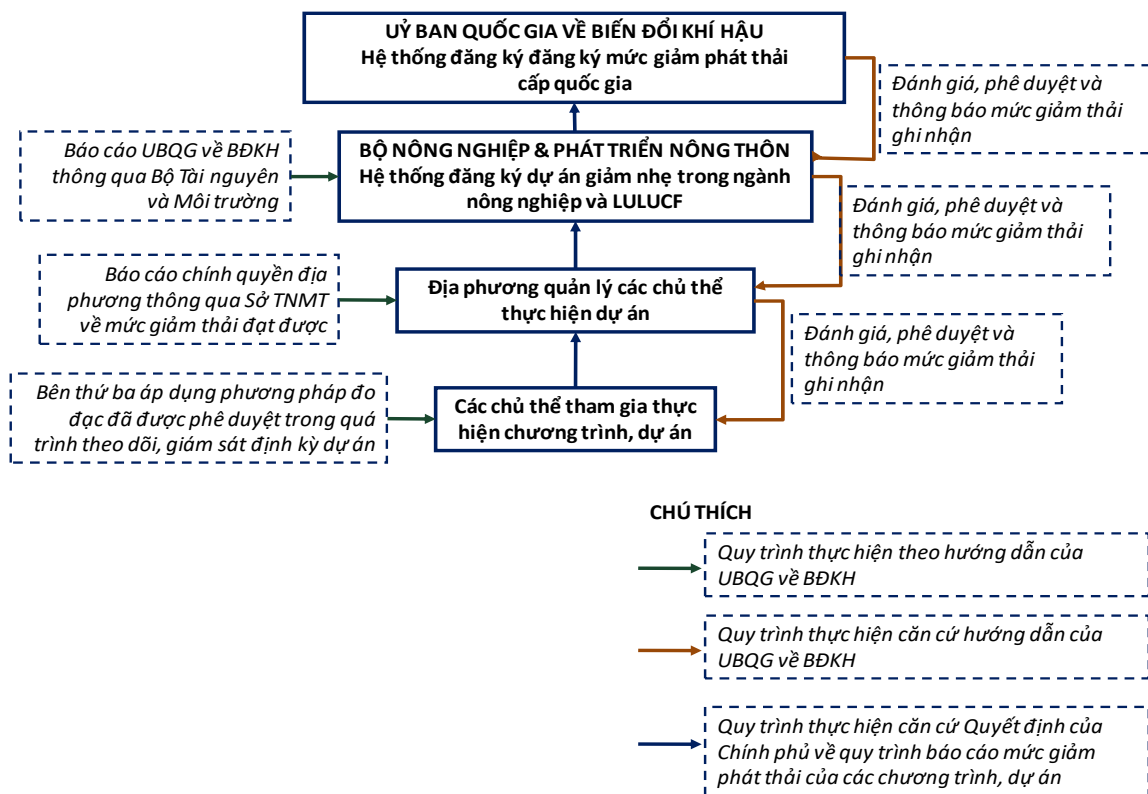 UỶ BAN QUỐC GIA VỀ BIẾN ĐỔI KHÍ HẬU
Hệ thống đăng ký đăng ký mức giảm phát thải
cấp quốc gia
Đánh giá, phê duyệt và
thông báo mức giảm thải
ghi nhận
Báo cáo UBQG về BĐKH
thông qua Bộ Tài nguyên
và Môi trường
BỘ NÔNG NGHIỆP & PHÁT TRIỂN NÔNG THÔN
Hệ thống đăng ký dự án giảm nhẹ trong ngành
nông nghiệp và LULUCF
Đánh giá, phê duyệt và
thông báo mức giảm thải
ghi nhận
Báo cáo chính quyền địa
phương thông qua Sở TNMT
về mức giảm thải đạt được
Địa phương quản lý các chủ thể
thực hiện dự án
Đánh giá, phê duyệt và
thông báo mức giảm thải
ghi nhận
Bên thứ ba áp dụng phương pháp đo
đạc đã được phê duyệt trong quá
trình theo dõi, giám sát định kỳ dự án
Các chủ thể tham gia thực
hiện chương trình, dự án
CHÚ THÍCH
Quy trình thực hiện theo hướng dẫn của
UBQG về BĐKH
Quy trình thực hiện căn cứ hướng dẫn của
UBQG về BĐKH
Quy trình thực hiện căn cứ Quyết định của
Chính phủ về quy trình báo cáo mức giảm
phát thải của các chương trình, dự án